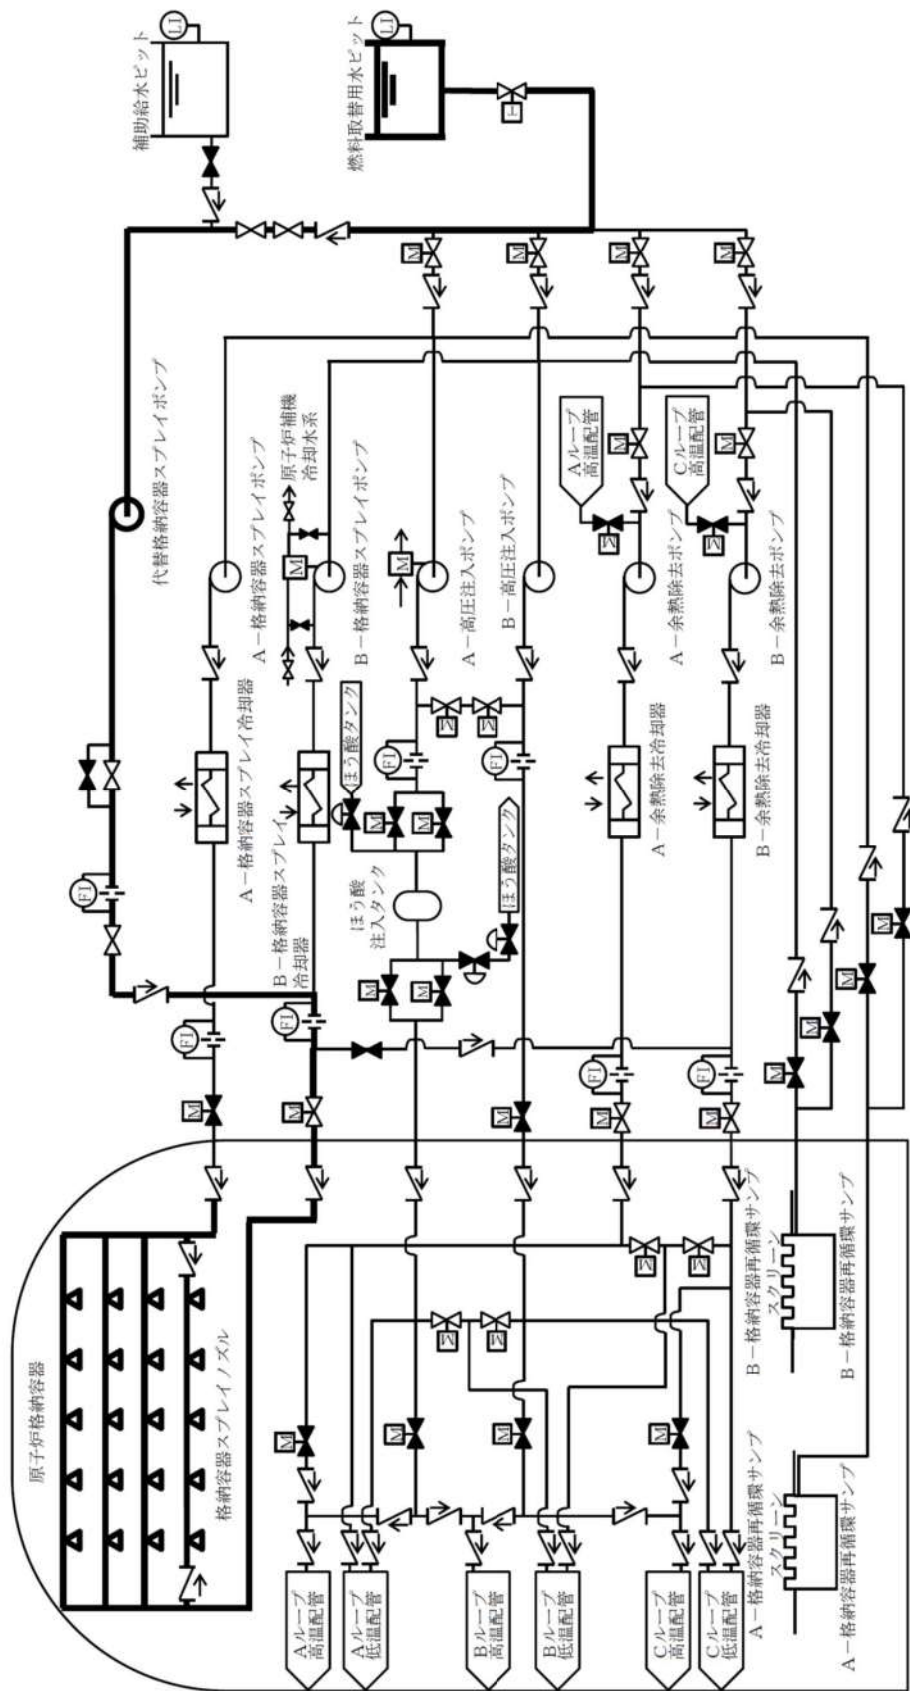 補助給水ピット
LI
燃料取替用水ピット
LI
T
代替格納容器スプレイポンプ
FI
A－格納容器スプレイポンプ
A－格納容器スプレイ冷却器
FI
M
原子炉補機
冷却水系
M
B－格納容器スプレイポンプ
B－格納容器スプレイ
冷却器
FI
M
M
M
A－高圧注入ポンプ
M
M
FI
ほう酸タンク
M
M
ほう酸
注入タンク
M
M
M
B－高圧注入ポンプ
FI
ほう酸タンク
M
M
Aループ
高温配管
M
M
A－余熱除去ポンプ
A－余熱除去冷却器
FI
M
M
Cループ
高温配管
M
M
B－余熱除去ポンプ
B－余熱除去冷却器
FI
M
M
M
M
M
原子炉格納容器
格納容器スプレイノズル
M
M
M
M
M
M
M
M
Aループ
高温配管
Aループ
低温配管
Bループ
高温配管
Bループ
低温配管
Cループ
高温配管
Cループ
低温配管
B－格納容器再循環サンプ
スクリーン
B－格納容器再循環サンプ
A－格納容器再循環サンプ
スクリーン
A－格納容器再循環サンプ